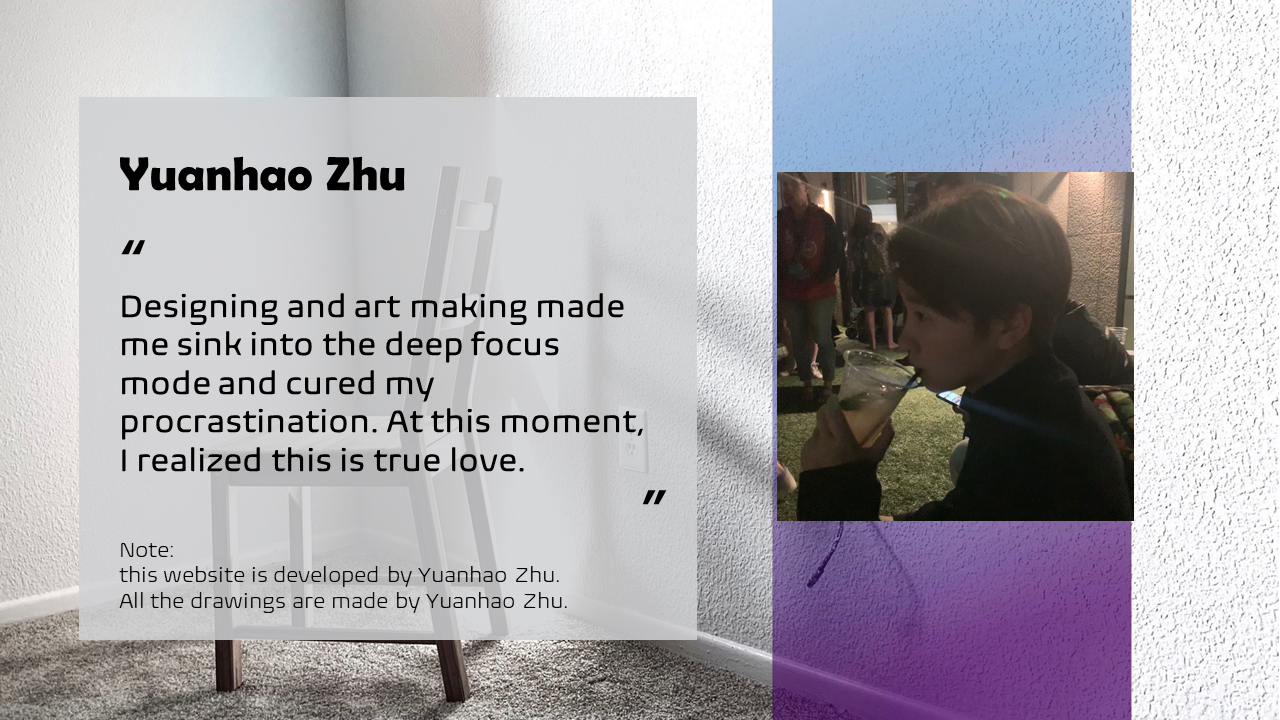 Yuanhao Zhu
“
Designing and art making made
me sink into the deep focus
mode and cured my
procrastination. At this moment,
I realized this is true love.
”
Note:
this website is developed by Yuanhao Zhu.
All the drawings are made by Yuanhao Zhu.